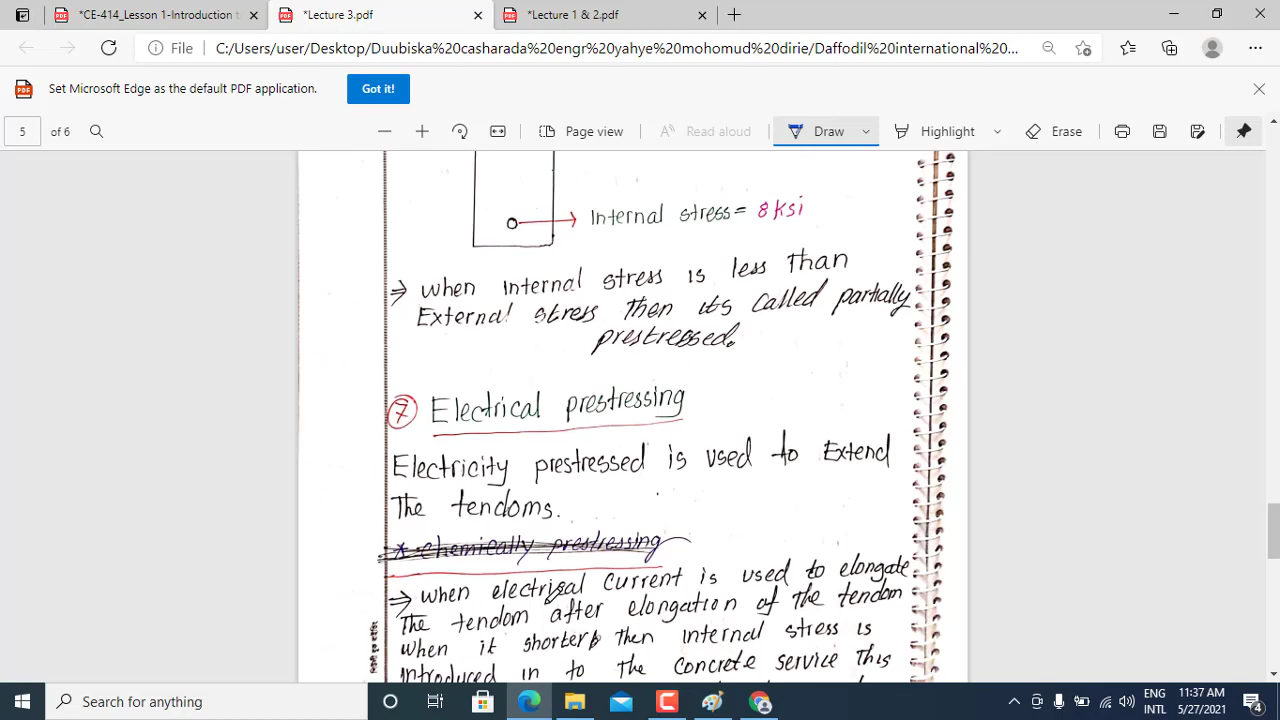 *CE-414_Lesson 1-Introduction t
*Lecture 3.pdf
*Lecture 1 & 2.pdf
File
C:/Users/user/Desktop/Duubiska%20casharada%20engr%20yahye%20mohomud%20dirie/Daffodil%20international%20...
Set Microsoft Edge as the default PDF application.
Got it!
5 of 6
Page view
Read aloud
Draw
Highlight
Erase
Internal stress= 8ksi
→ when Internal stress is less Than
External stress Then its called partially
prestressed.
7 Electrical prestressing
Electricity prestressed is used to Extend
The tendoms.
* chemically prestressing
→ when electrical current is used to elongate
The tendom after elongation of the tendom
when it shorter then internal stress is
introduced in to the concrete service This
Search for anything
ENG
INTL
11:37 AM
5/27/2021